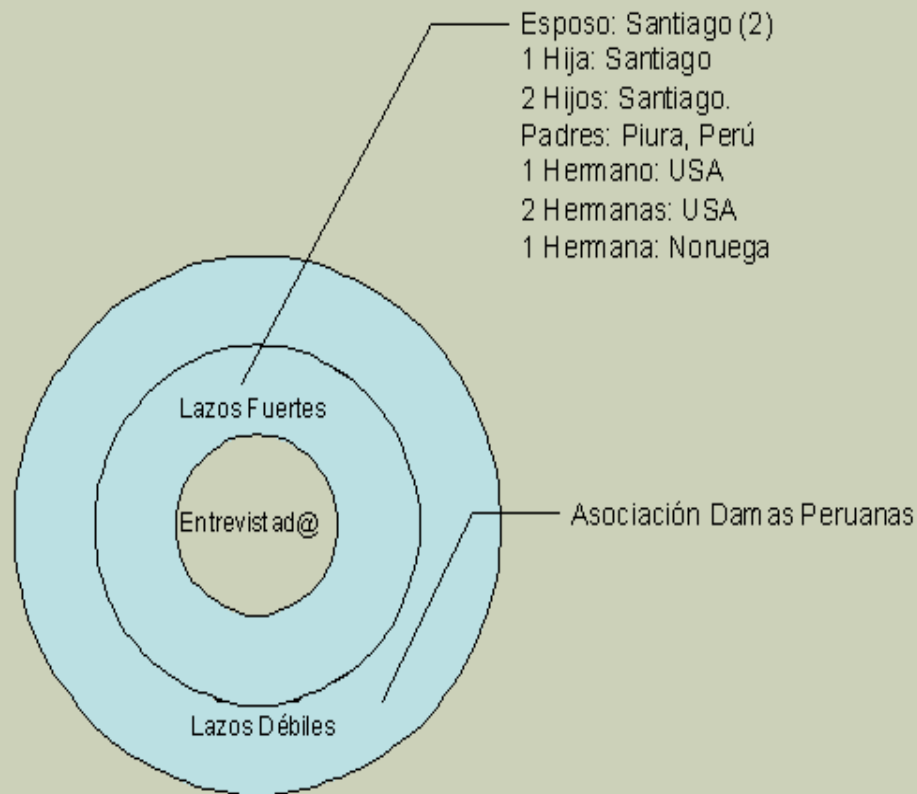 Esposo: Santiago (2)
1 Hija: Santiago
2 Hijos: Santiago.
Padres: Piura, Perú
1 Hermano: USA
2 Hermanas: USA
1 Hermana: Noruega
Lazos Fuertes
Entrevistad@
Asociación Damas Peruanas
Lazos Débiles